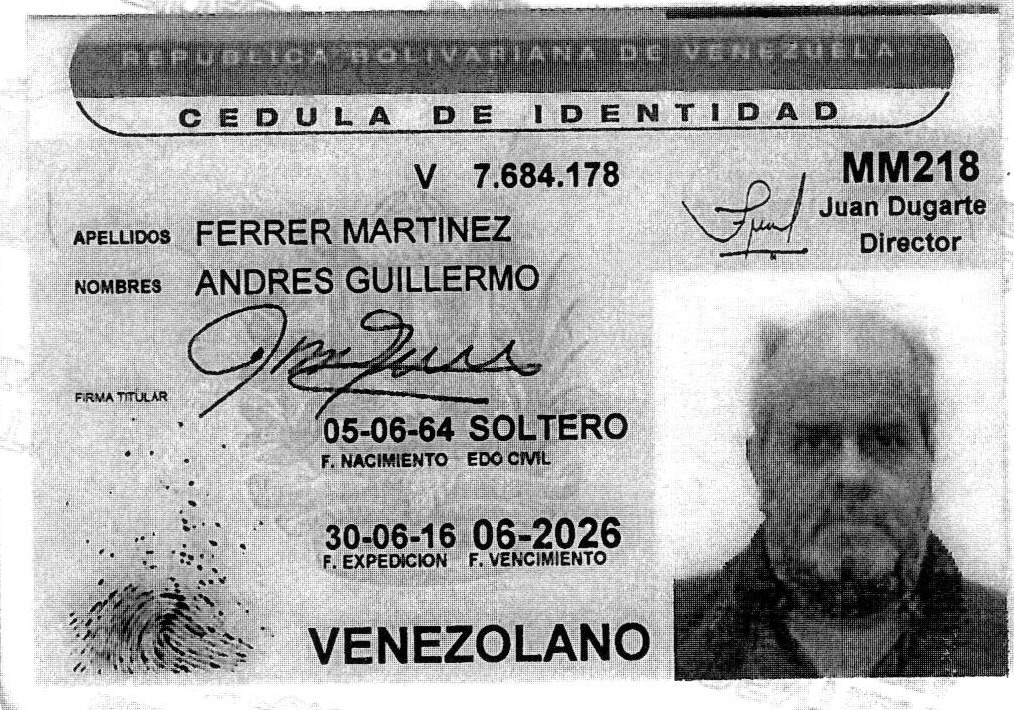 REPUBLICA BOLIVARIANA DE VENEZUELA
CEDULA DE IDENTIDAD
V 7.684.178
MM218
Juan Dugarte
Director
APELLIDOS FERRER MARTINEZ
NOMBRES ANDRES GUILLERMO
FIRMA TITULAR
05-06-64 SOLTERO
F. NACIMIENTO EDO CIVIL
30-06-16 06-2026
F. EXPEDICION F. VENCIMIENTO
VENEZOLANO